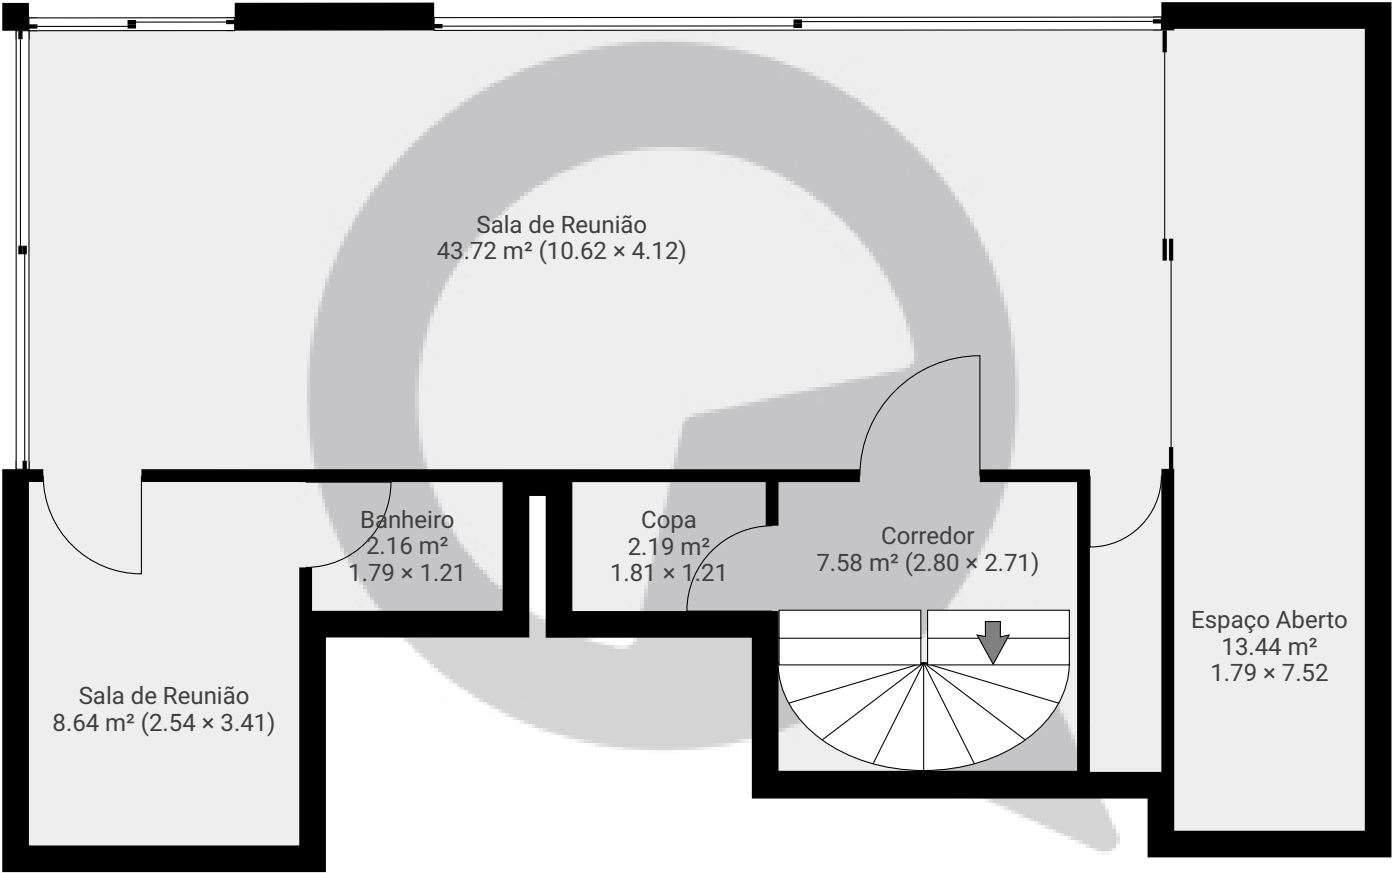 Sala de Reunião
43.72 m² (10.62 × 4.12)
Banheiro
2.16 m²
1.79 × 1.21
Copa
2.19 m²
1.81 × 1.21
Corredor
7.58 m² (2.80 × 2.71)
Espaço Aberto
13.44 m²
1.79 × 7.52
Sala de Reunião
8.64 m² (2.54 × 3.41)